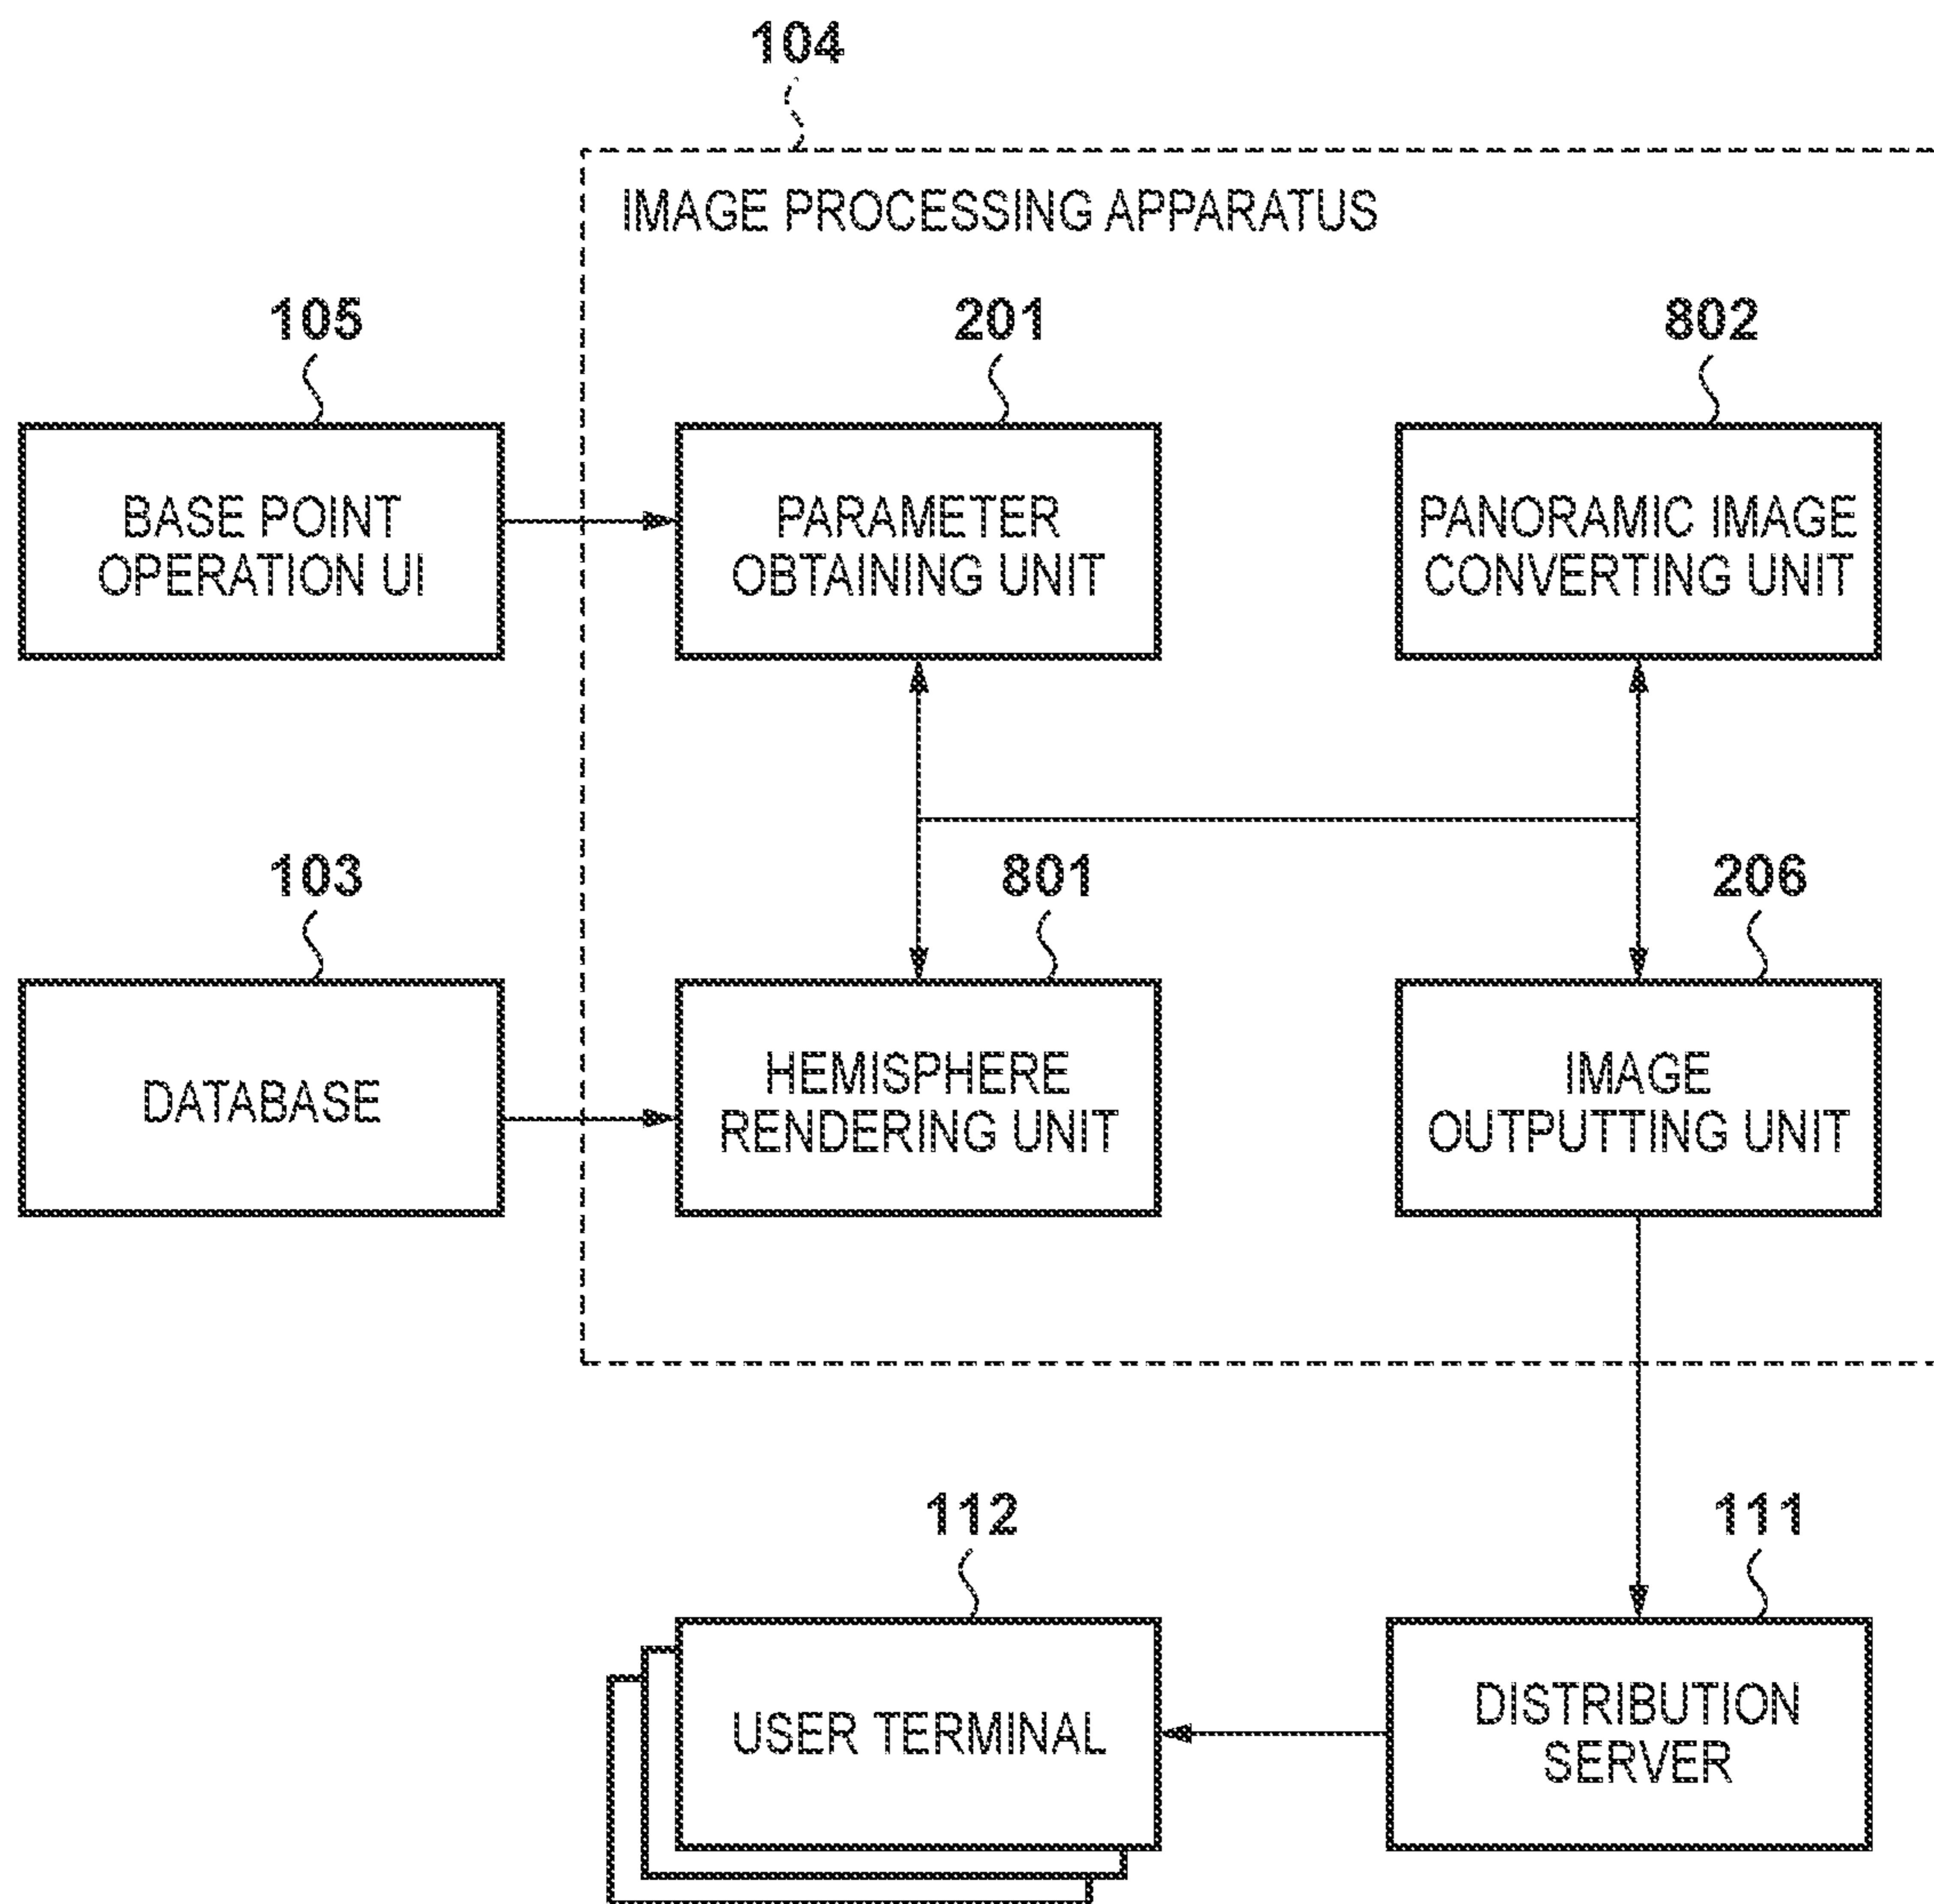 104
IMAGE PROCESSING APPARATUS
105
201
802
BASE POINT
OPERATION UI
PARAMETER
OBTAINING UNIT
PANORAMIC IMAGE
CONVERTING UNIT
103
801
206
DATABASE
HEMISPHERE
RENDERING UNIT
IMAGE
OUTPUTTING UNIT
112
111
USER TERMINAL
DISTRIBUTION
SERVER